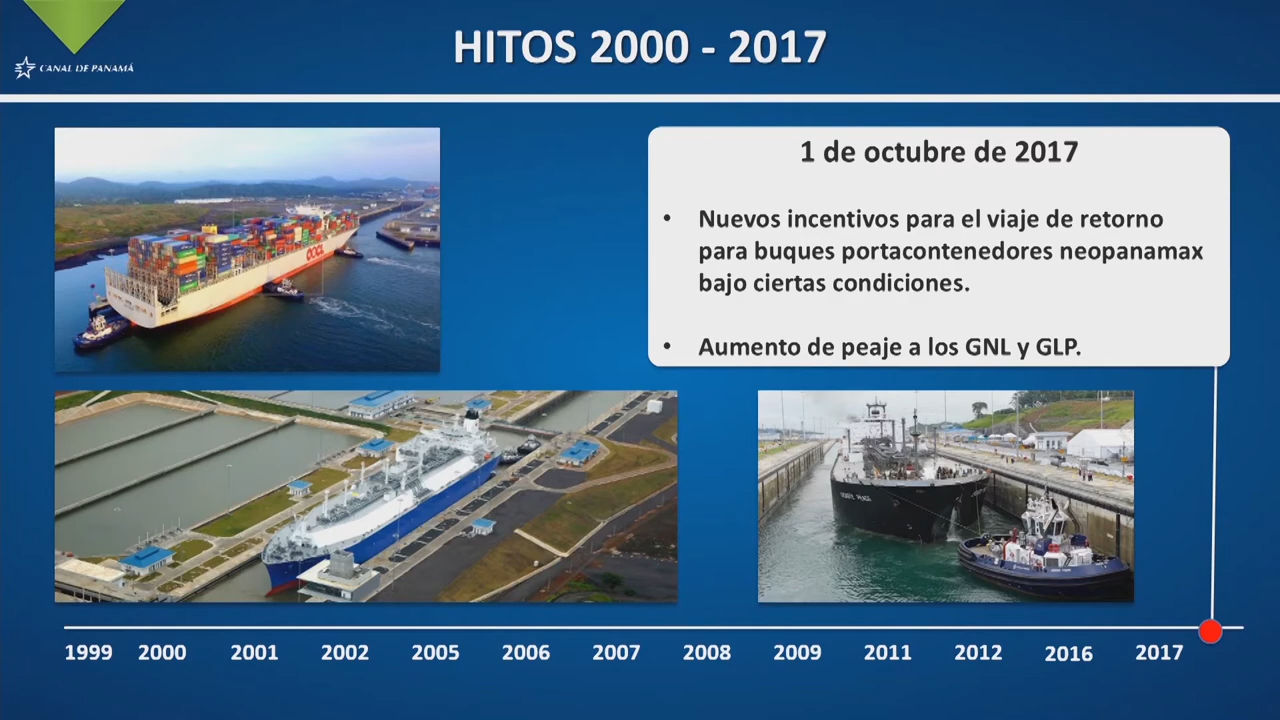 CANAL DE PANAMÁ
HITOS 2000 - 2017
OOCL
1 de octubre de 2017
• Nuevos incentivos para el viaje de retorno
para buques portacontenedores neopanamax
bajo ciertas condiciones.
• Aumento de peaje a los GNL y GLP.
PEACE
1999 2000 2001 2002 2005 2006 2007 2008 2009 2011 2012 2016 2017